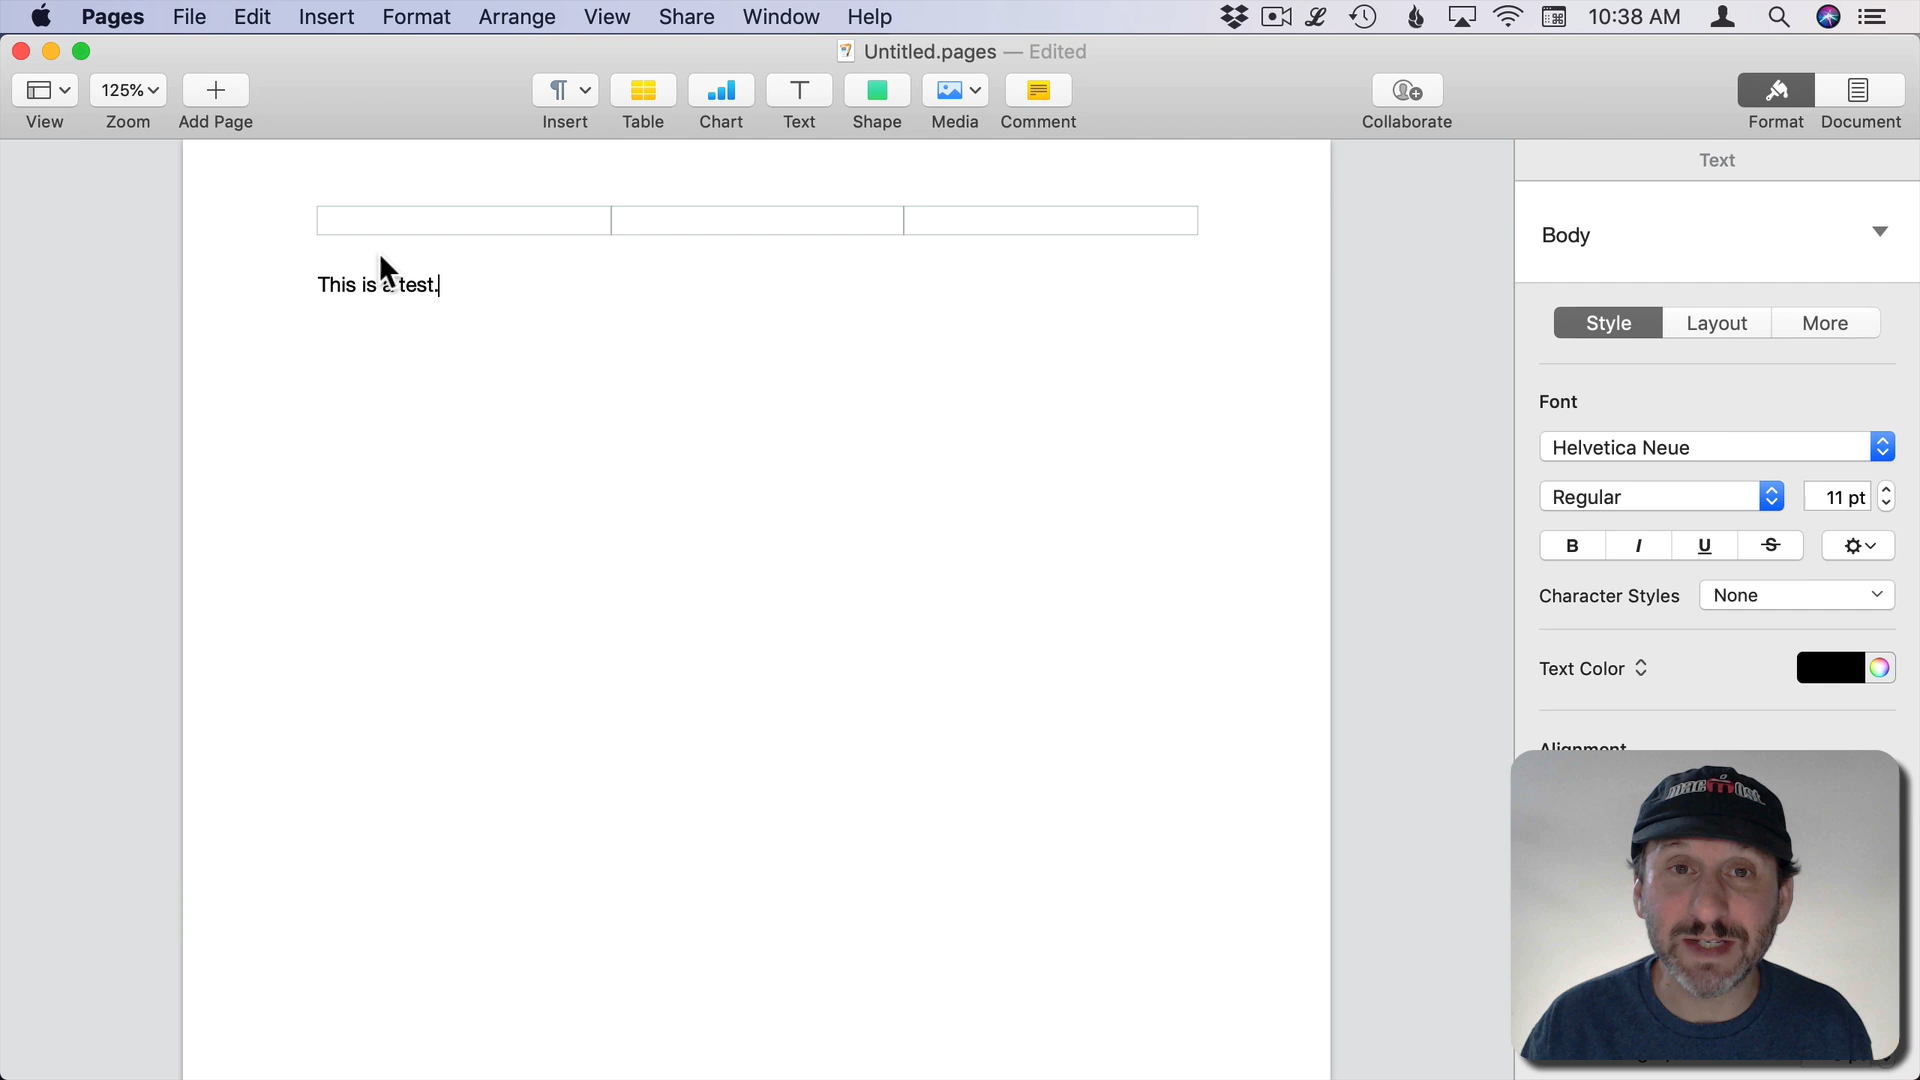 Pages File Edit Insert Format Arrange View Share Window Help 10:38 AM
Untitled.pages — Edited
125%
View Zoom Add Page Insert Table Chart Text Shape Media Comment Collaborate Format Document
Text
Body
This is a test.
Style Layout More
Font
Helvetica Neue
Regular 11 pt
B I U S
Character Styles None
Text Color
Alignment